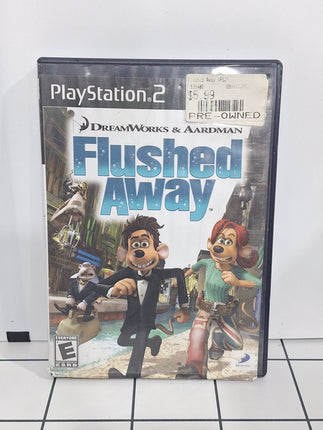 PlayStation 2
$5.99
PRE-OWNED
DREAMWORKS & AARDMAN
Flushed
Away
EVERYONE
E
ESRB